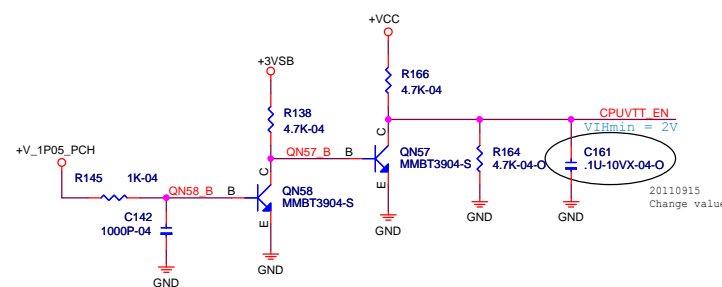 +VCC
+3VSB
R166
4.7K-04
R138
4.7K-04
CPUVTT_EN
VIHmin = 2V
+V_1P05_PCH
QN57_B
B
C
E
QN57
MMBT3904-S
R164
4.7K-04-O
C161
.1U-10VX-04-O
R145
1K-04
QN58_B
B
C
E
QN58
MMBT3904-S
C142
1000P-04
20110915
Change value
GND
GND
GND
GND
GND